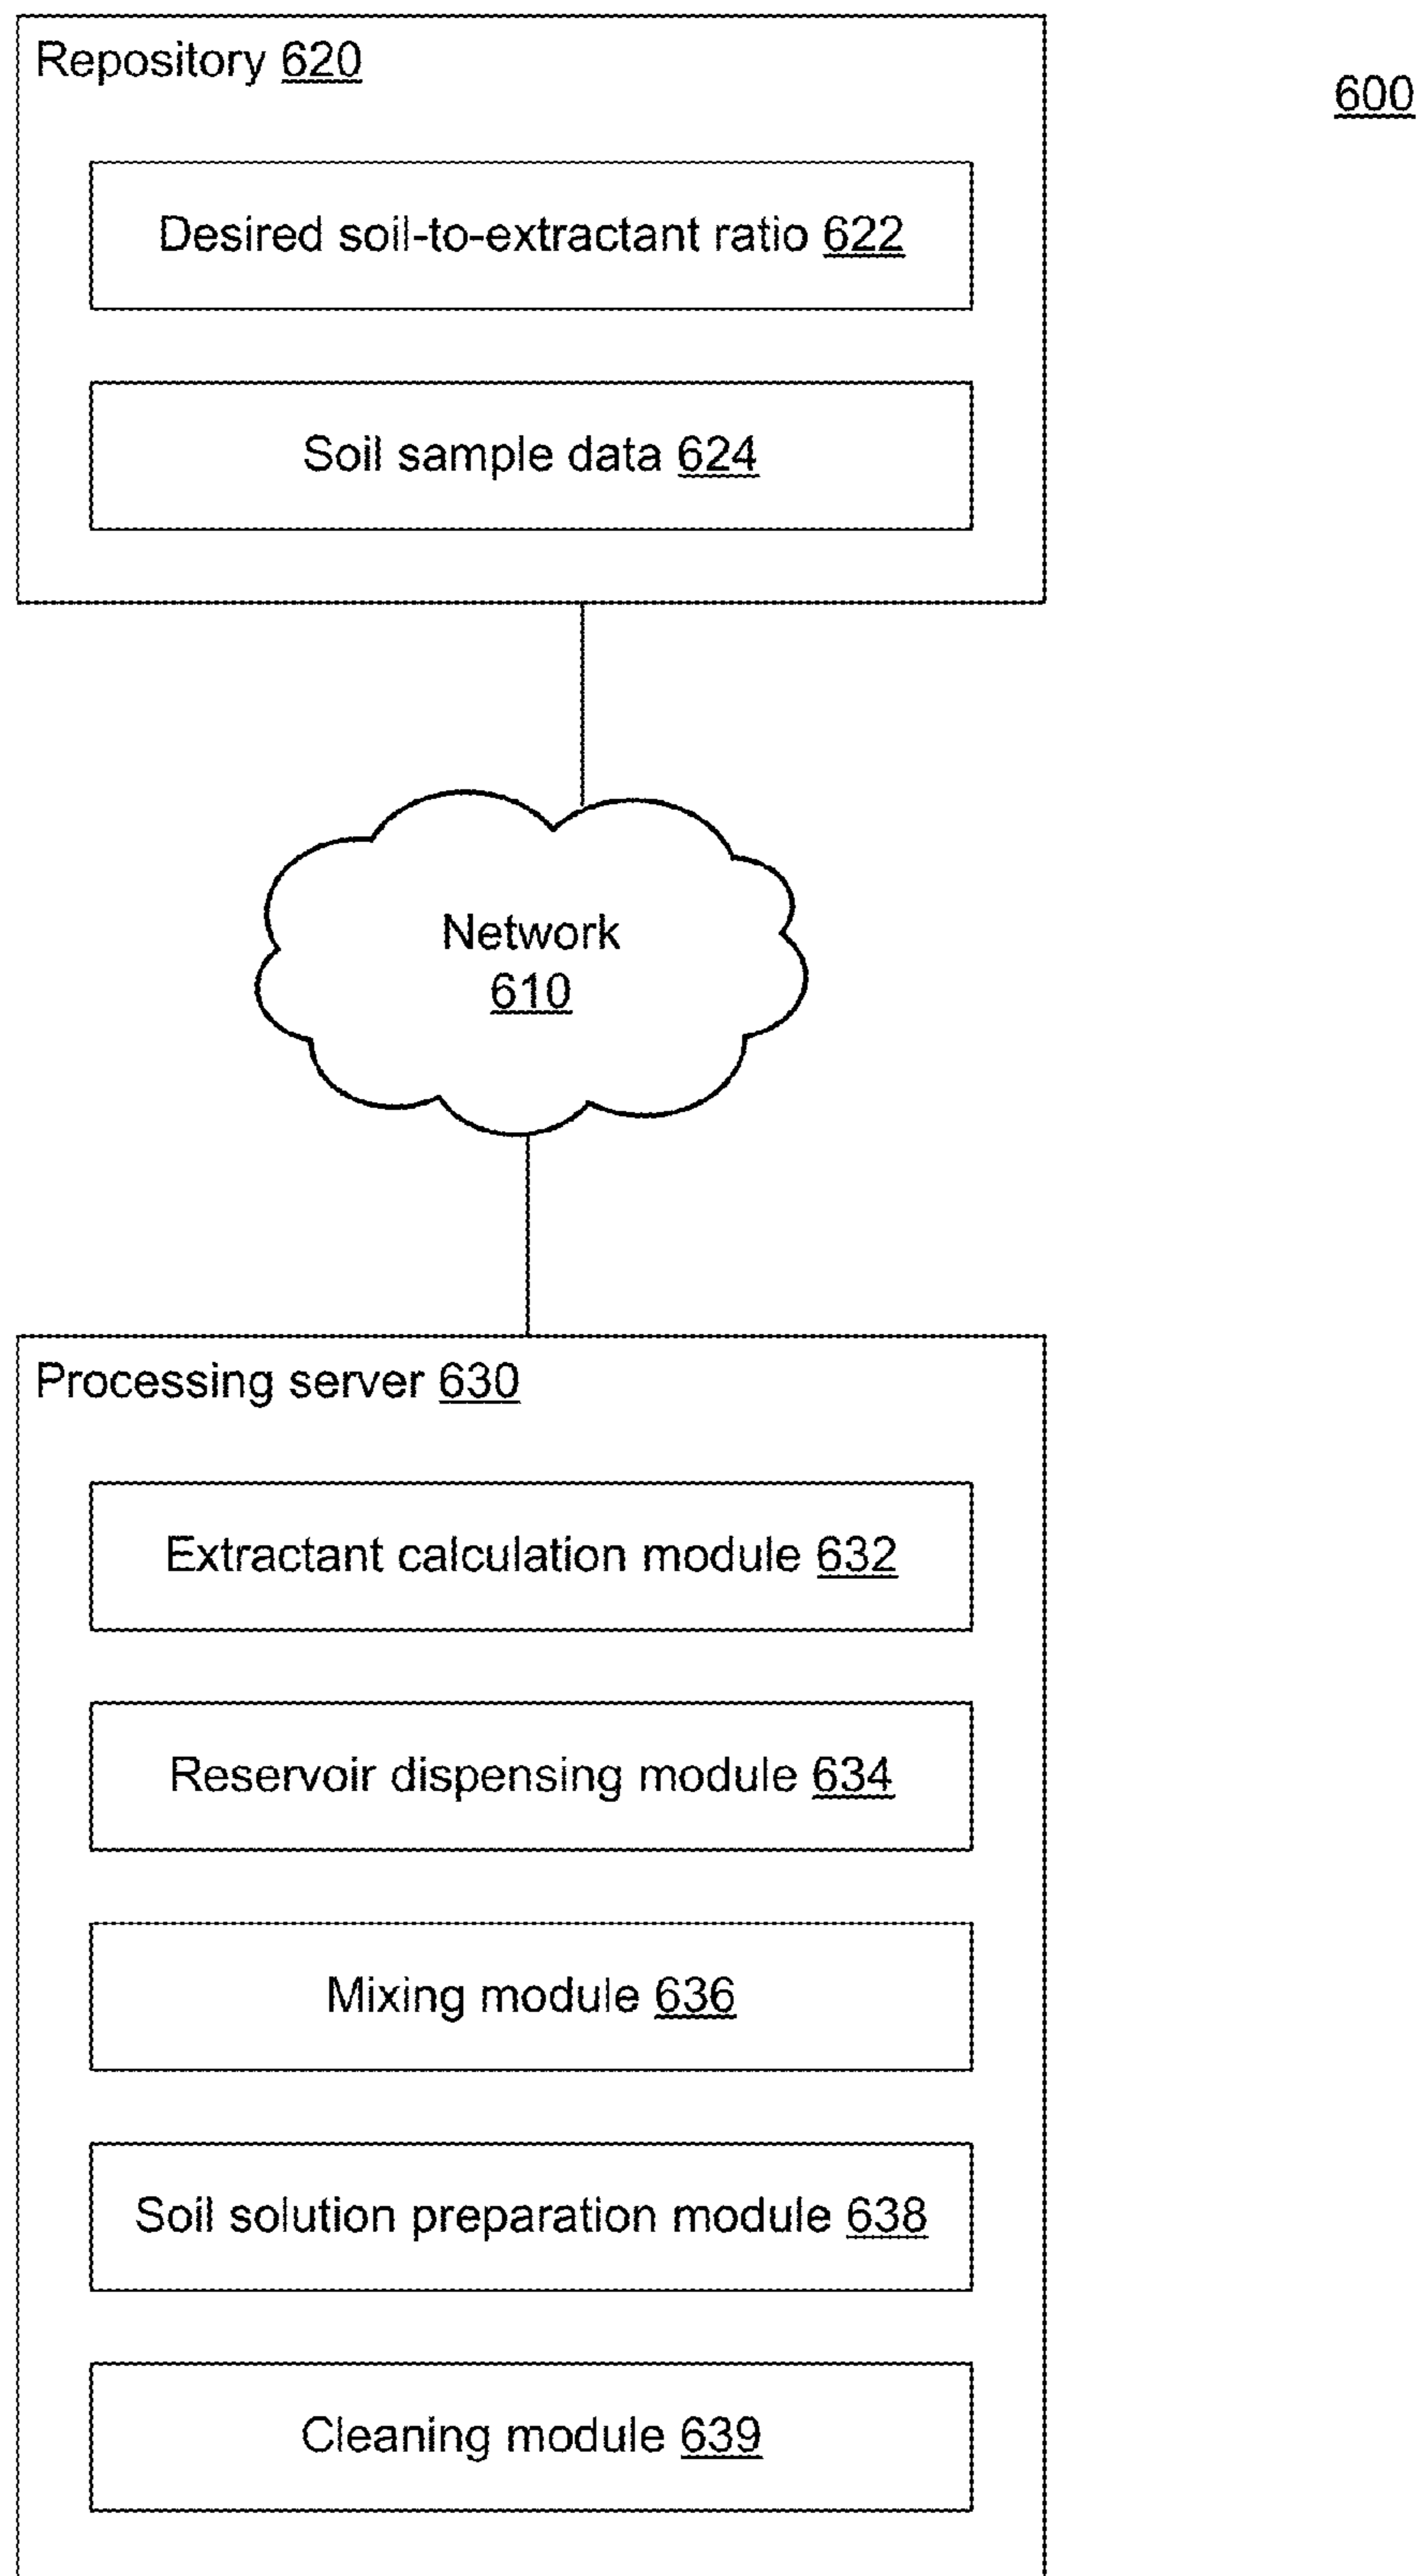 Repository 620
600
Desired soil-to-extractant ratio 622
Soil sample data 624
Network
610
Processing server 630
Extractant calculation module 632
Reservoir dispensing module 634
Mixing module 636
Soil solution preparation module 638
Cleaning module 639